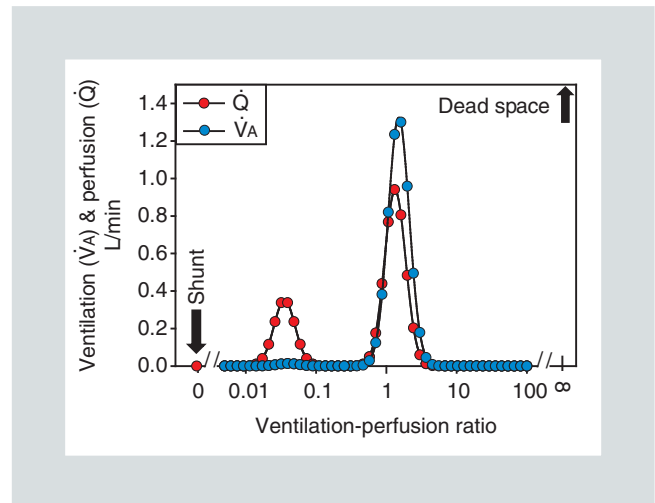 Ventilation (V̇A) & perfusion (Q̇)
L/min
1.4
1.2
1.0
0.8
0.6
0.4
0.2
0.0
Q̇
V̇A
Dead space
Shunt
0 // 0.01 0.1 1 10 100 // ∞
Ventilation-perfusion ratio